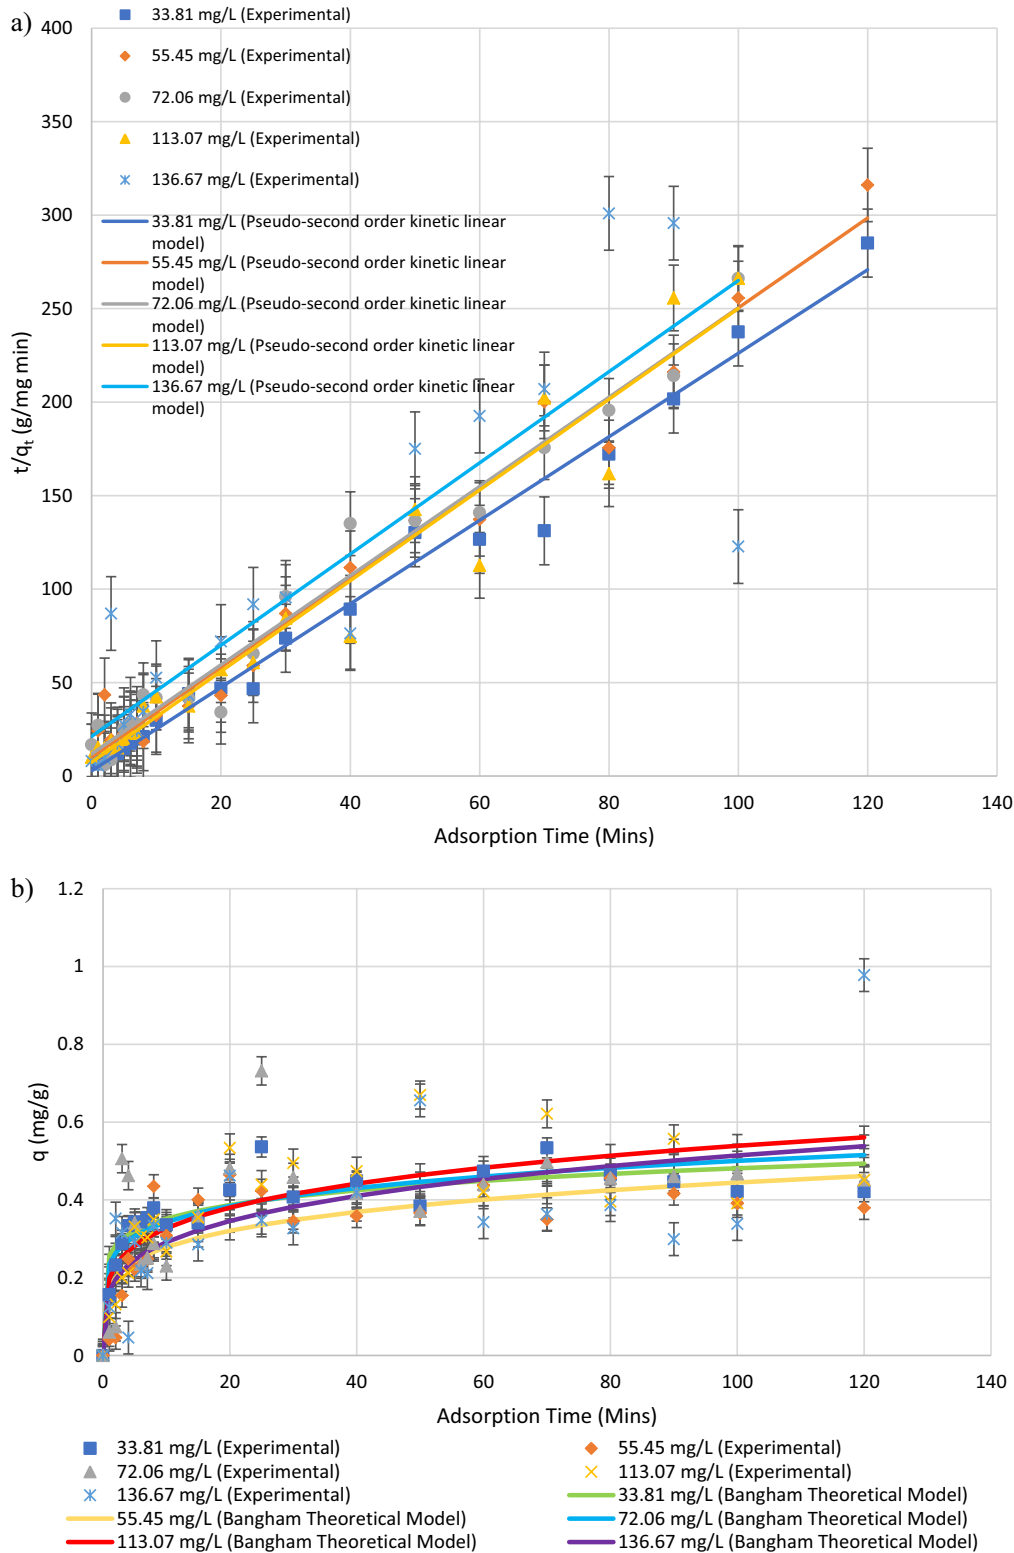 a)
33.81 mg/L (Experimental)
55.45 mg/L (Experimental)
72.06 mg/L (Experimental)
113.07 mg/L (Experimental)
136.67 mg/L (Experimental)
33.81 mg/L (Pseudo-second order kinetic linear
model)
55.45 mg/L (Pseudo-second order kinetic linear
model)
72.06 mg/L (Pseudo-second order kinetic linear
model)
113.07 mg/L (Pseudo-second order kinetic linear
model)
136.67 mg/L (Pseudo-second order kinetic linear
model)
400
350
300
250
200
150
100
50
0
t/qt (g/mg min)
0 20 40 60 80 100 120 140
Adsorption Time (Mins)
b)
1.2
1
0.8
0.6
0.4
0.2
0
q (mg/g)
0 20 40 60 80 100 120 140
Adsorption Time (Mins)
33.81 mg/L (Experimental) 55.45 mg/L (Experimental)
72.06 mg/L (Experimental) 113.07 mg/L (Experimental)
136.67 mg/L (Experimental) 33.81 mg/L (Bangham Theoretical Model)
55.45 mg/L (Bangham Theoretical Model) 72.06 mg/L (Bangham Theoretical Model)
113.07 mg/L (Bangham Theoretical Model) 136.67 mg/L (Bangham Theoretical Model)